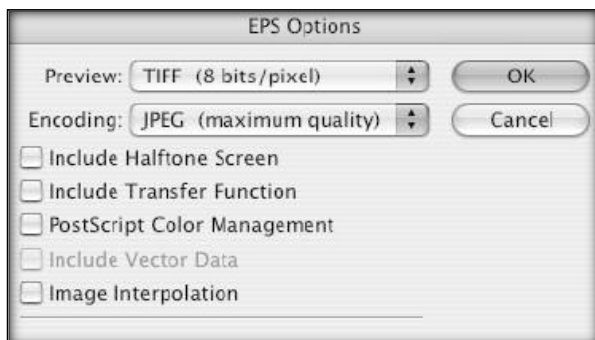 EPS Options
Preview: TIFF (8 bits/pixel) OK
Encoding: JPEG (maximum quality) Cancel
Include Halftone Screen
Include Transfer Function
PostScript Color Management
Include Vector Data
Image Interpolation